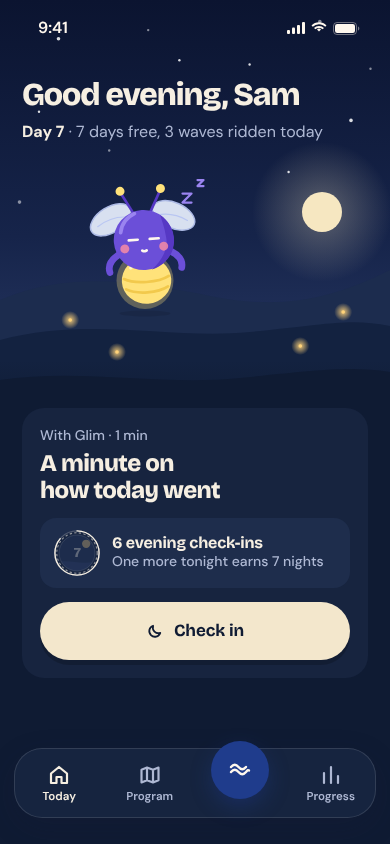 9:41
Good evening, Sam
Day 7 · 7 days free, 3 waves ridden today
z
z
With Glim · 1 min
A minute on
how today went
7
6 evening check-ins
One more tonight earns 7 nights
Check in
Today
Program
Progress